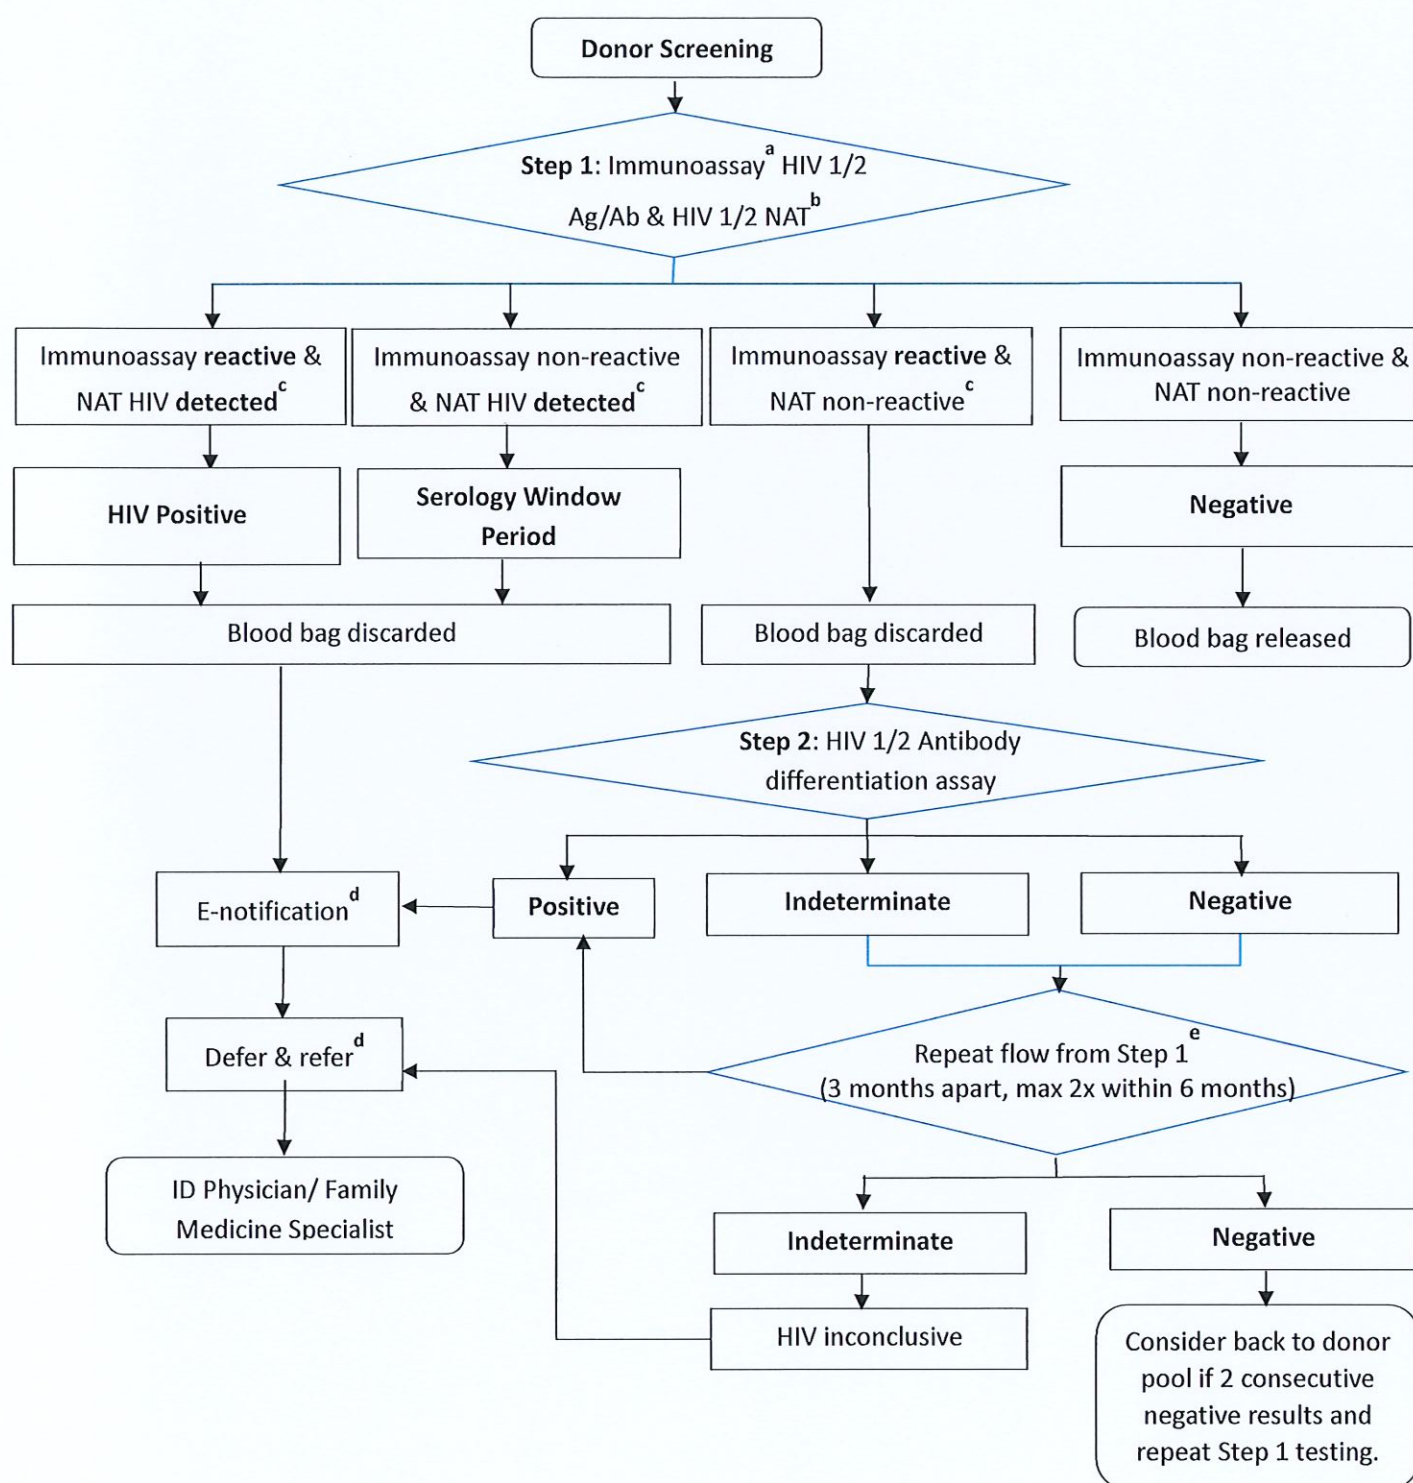 Donor Screening
Step 1: Immunoassay^a HIV 1/2
Ag/Ab & HIV 1/2 NAT^b
Immunoassay reactive &
NAT HIV detected^c
Immunoassay non-reactive
& NAT HIV detected^c
Immunoassay reactive &
NAT non-reactive^c
Immunoassay non-reactive &
NAT non-reactive
HIV Positive
Serology Window
Period
Negative
Blood bag discarded
Blood bag discarded
Blood bag released
Step 2: HIV 1/2 Antibody
differentiation assay
E-notification^d
Positive
Indeterminate
Negative
Defer & refer^d
Repeat flow from Step 1^e
(3 months apart, max 2x within 6 months)
ID Physician/ Family
Medicine Specialist
Indeterminate
Negative
HIV inconclusive
Consider back to donor
pool if 2 consecutive
negative results and
repeat Step 1 testing.